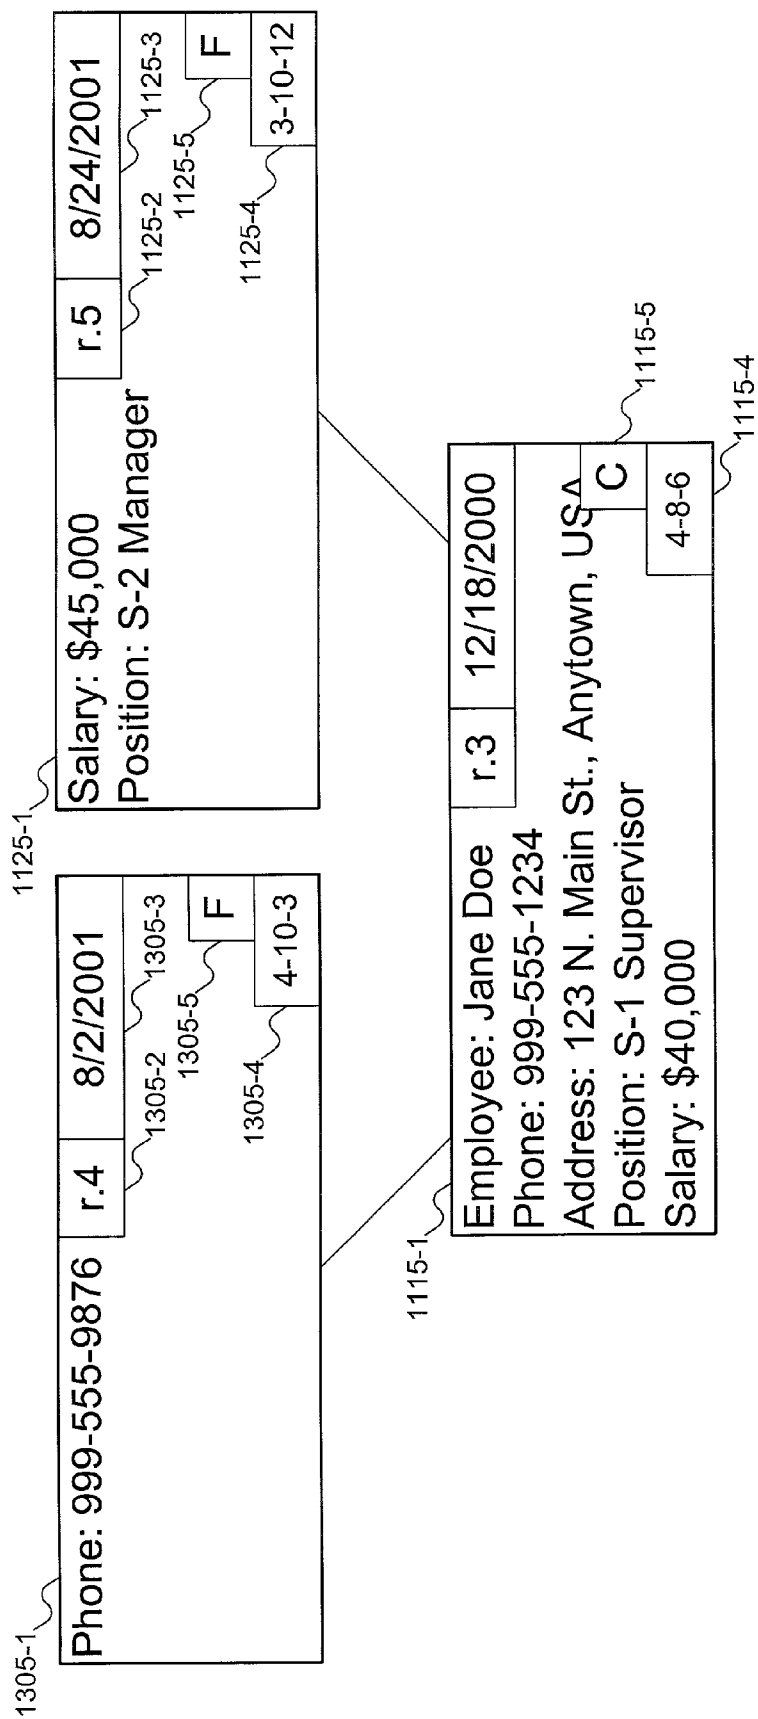 1305-1
Phone: 999-555-9876
r.4
8/2/2001
1305-2
1305-3
1305-5
F
1305-4
4-10-3
1125-1
Salary: $45,000
r.5
8/24/2001
Position: S-2 Manager
1125-2
1125-3
1125-5
F
1125-4
3-10-12
1115-1
Employee: Jane Doe
r.3
12/18/2000
Phone: 999-555-1234
Address: 123 N. Main St., Anytown, USA
Position: S-1 Supervisor
C
1115-5
Salary: $40,000
4-8-6
1115-4